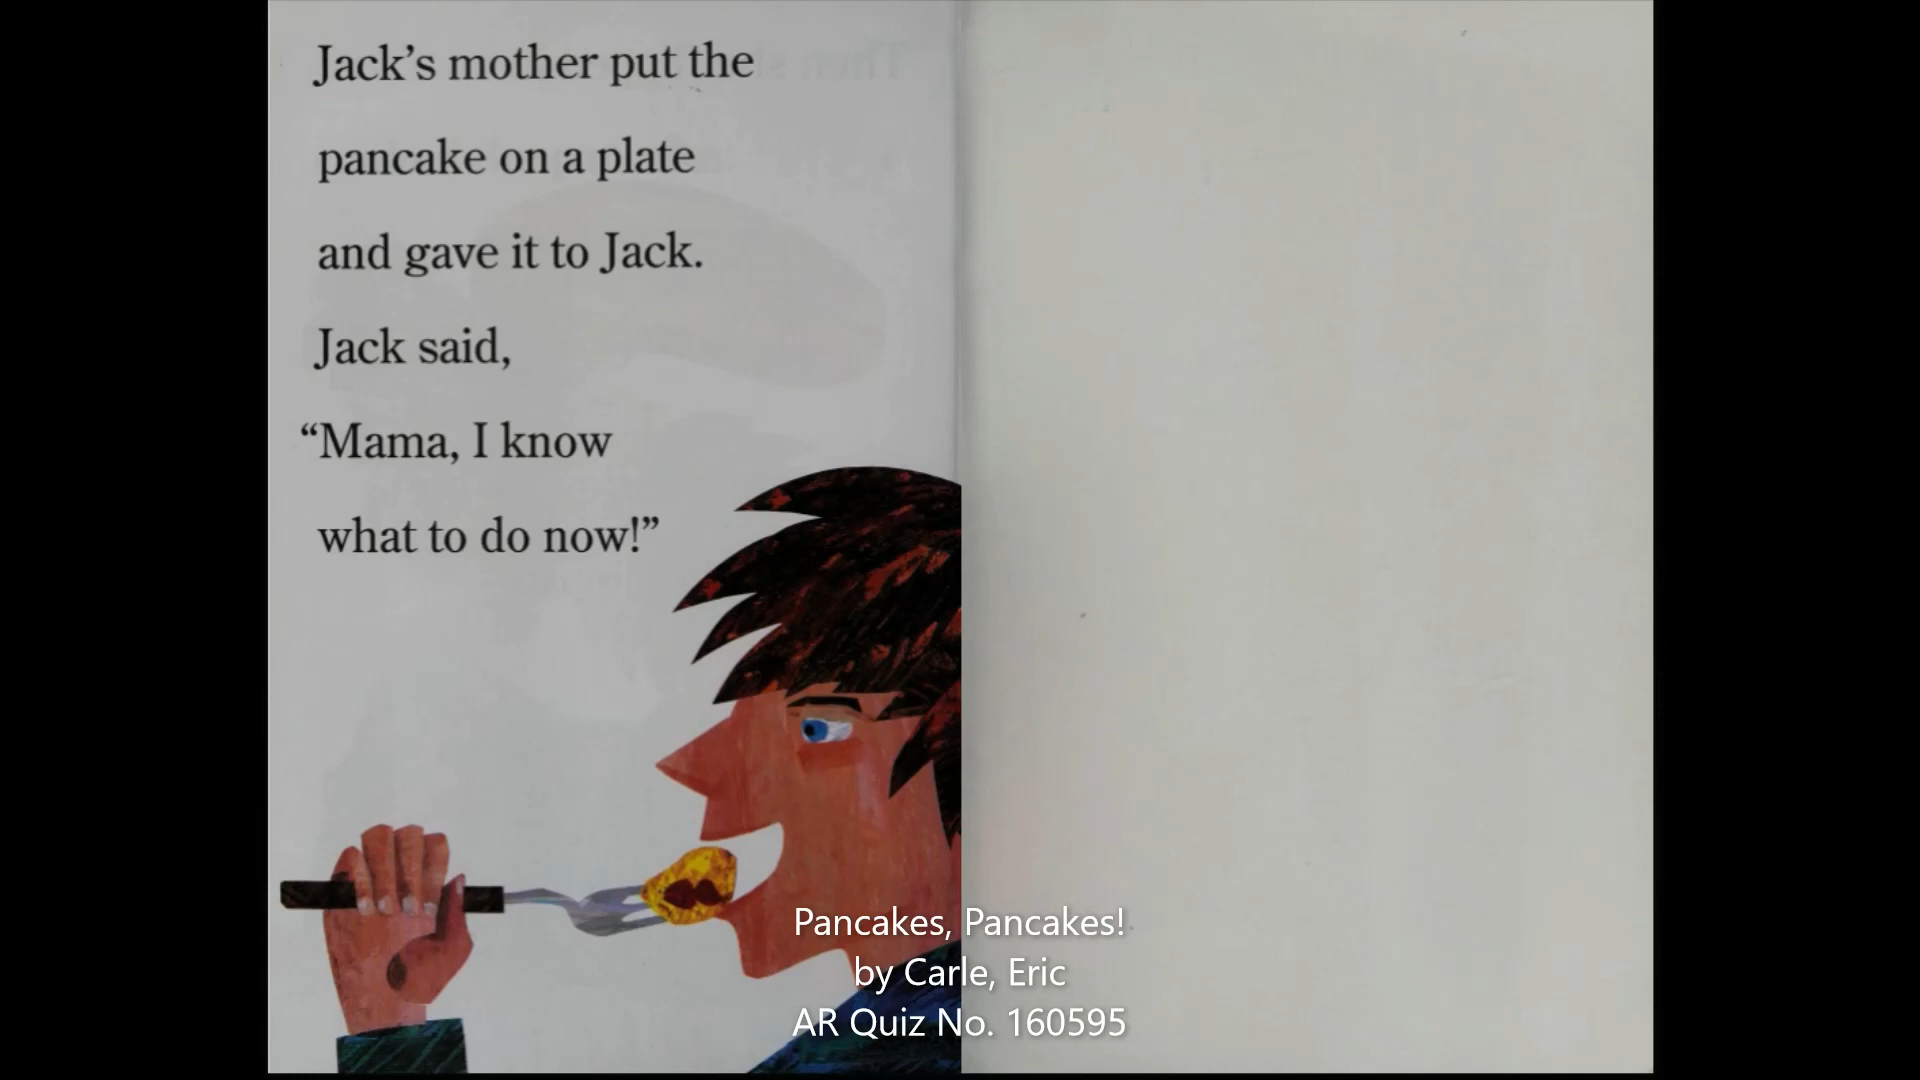 Jack’s mother put the
pancake on a plate
and gave it to Jack.
Jack said,
“Mama, I know
what to do now!”
Pancakes, Pancakes!
by Carle, Eric
AR Quiz No. 160595